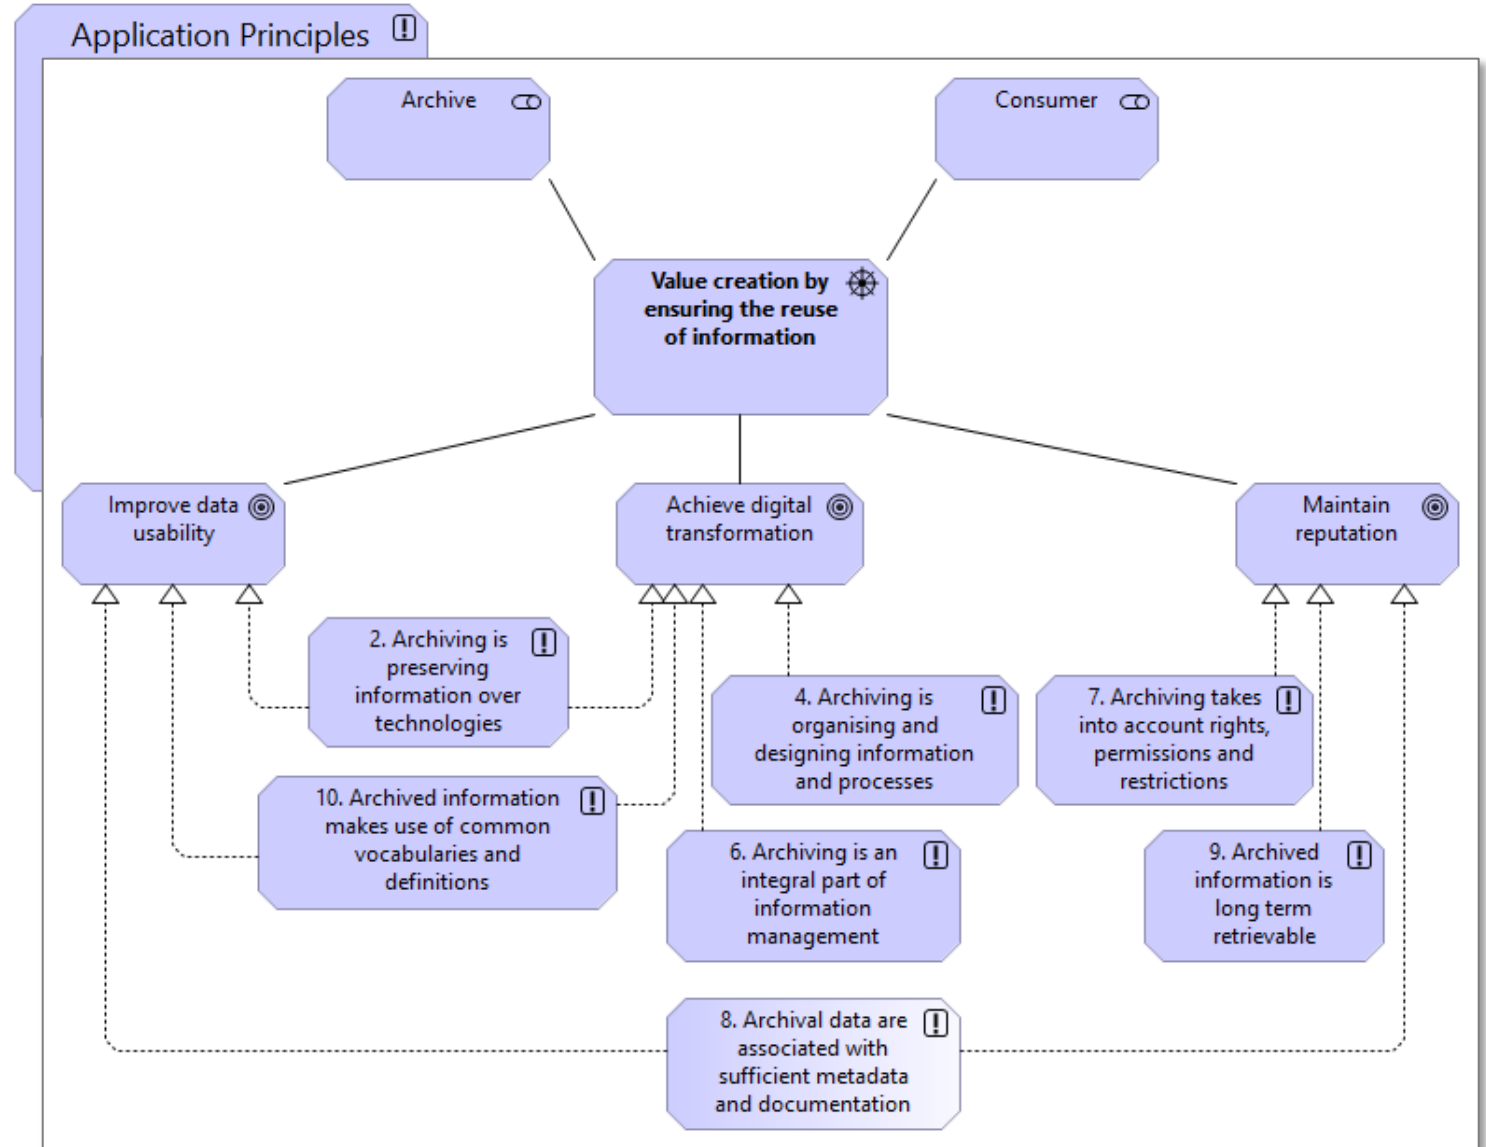 Application Principles
Archive
Consumer
Value creation by
ensuring the reuse
of information
Improve data
usability
Achieve digital
transformation
Maintain
reputation
2. Archiving is
preserving
information over
technologies
4. Archiving is
organising and
designing information
and processes
7. Archiving takes
into account rights,
permissions and
restrictions
10. Archived information
makes use of common
vocabularies and
definitions
6. Archiving is an
integral part of
information
management
9. Archived
information is
long term
retrievable
8. Archival data are
associated with
sufficient metadata
and documentation